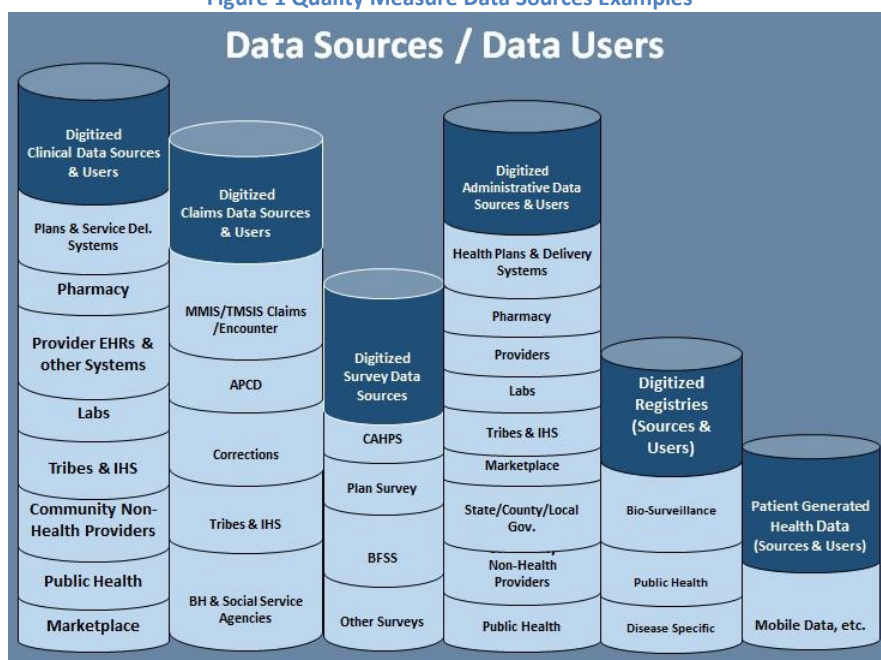 Figure 1 Quality Measure Data Sources Examples
Data Sources / Data Users
Digitized
Clinical Data Sources
& Users
Plans & Service Del.
Systems
Pharmacy
Provider EHRs &
other Systems
Labs
Tribes & IHS
Community Non-
Health Providers
Public Health
Marketplace
Digitized
Claims Data Sources
& Users
MMIS/TMSIS Claims
/Encounter
APCD
Corrections
Tribes & IHS
BH & Social Service
Agencies
Digitized
Survey Data
Sources
CAHPS
Plan Survey
BFSS
Other Surveys
Digitized
Administrative Data
Sources & Users
Health Plans & Delivery
Systems
Pharmacy
Providers
Labs
Tribes & IHS
Marketplace
State/County/Local
Gov.
Non-Health
Providers
Public Health
Digitized
Registries
(Sources &
Users)
Bio-Surveillance
Public Health
Disease Specific
Patient Generated
Health Data
(Sources & Users)
Mobile Data, etc.